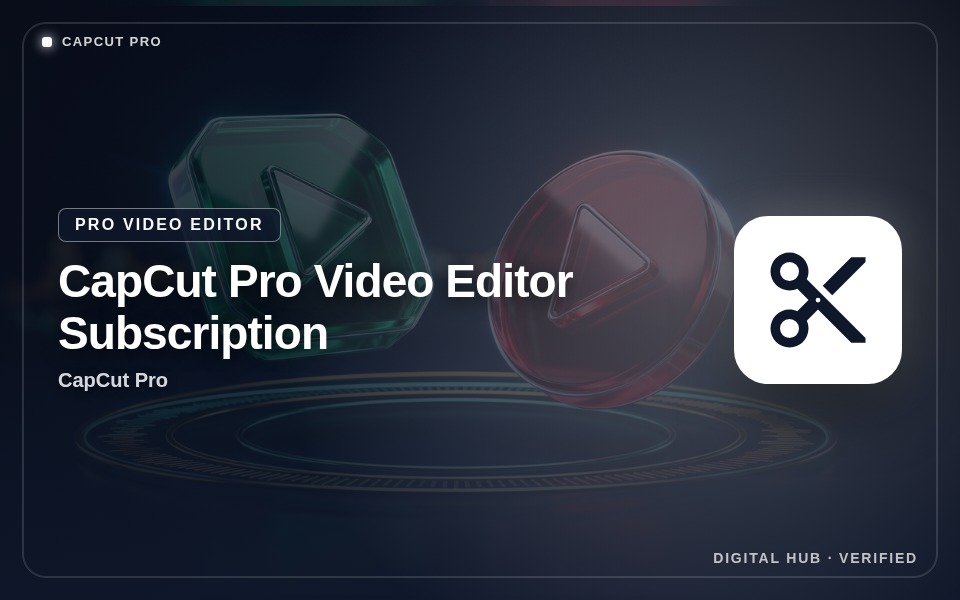 CAPCUT PRO
PRO VIDEO EDITOR
CapCut Pro Video Editor
Subscription
CapCut Pro
DIGITAL HUB · VERIFIED